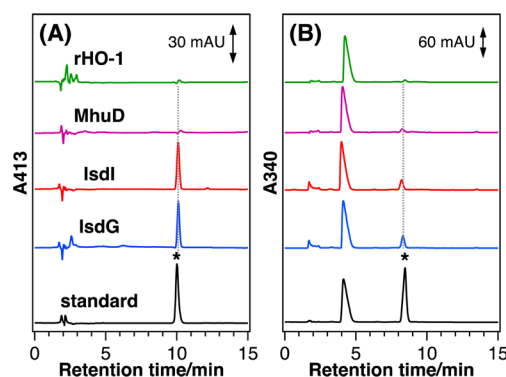 (A)
30 mAU
rHO-1
MhuD
IsdI
IsdG
*
standard
A413
0 5 10 15
Retention time/min
(B)
60 mAU
*
A340
0 5 10 15
Retention time/min